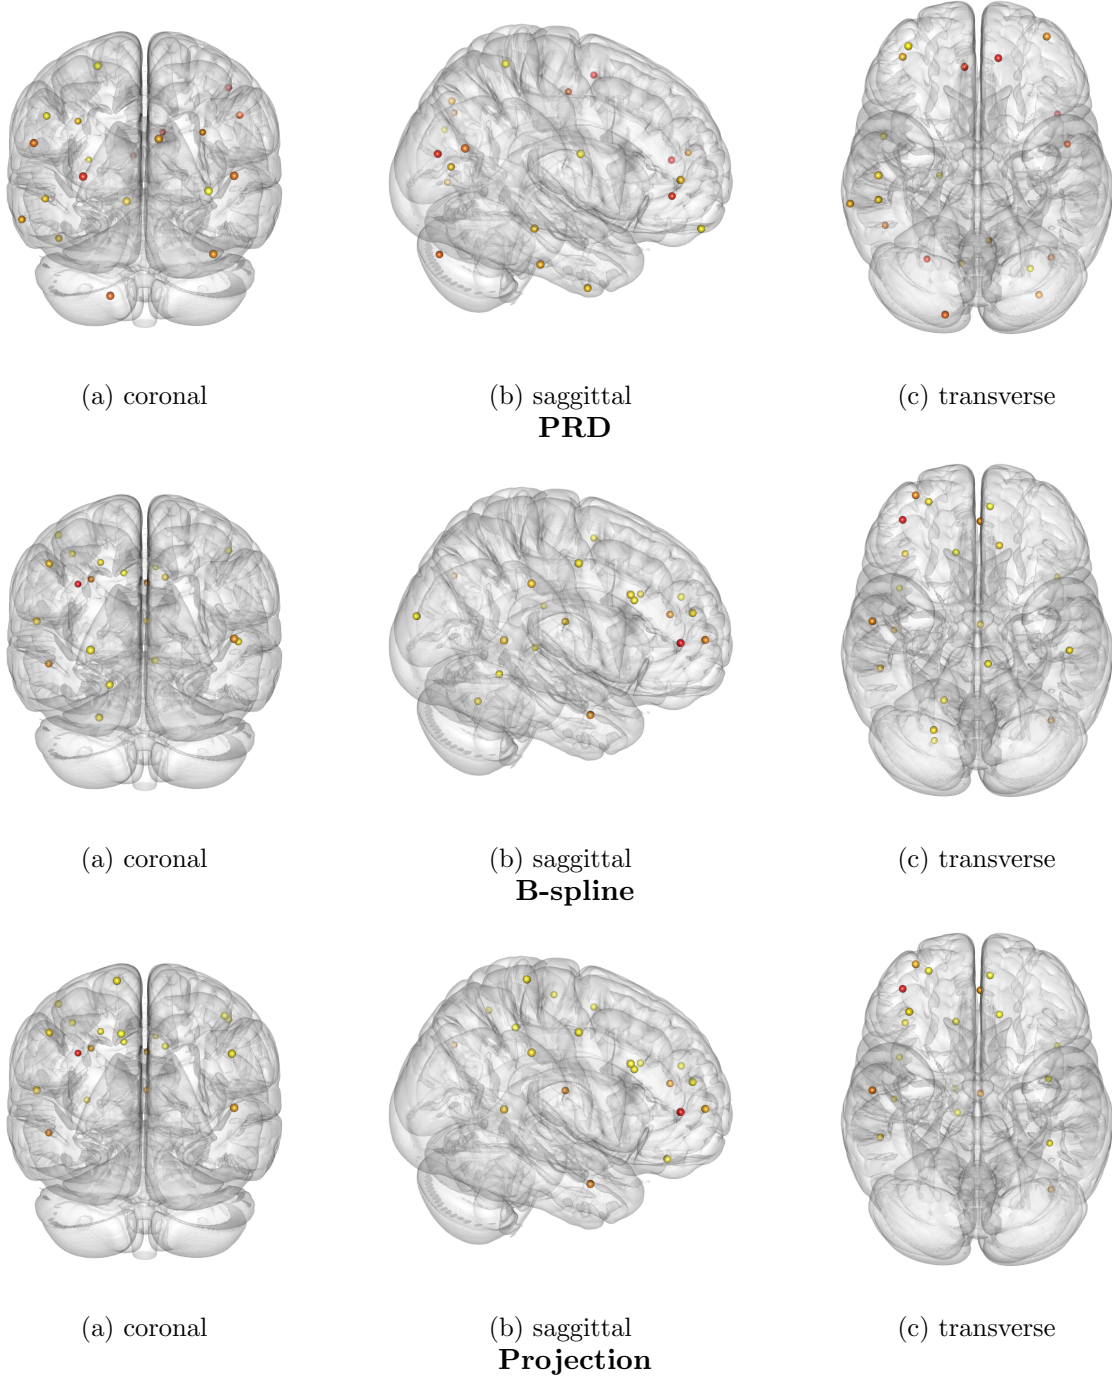 (a) coronal (b) saggittal (c) transverse
PRD
(a) coronal (b) saggittal (c) transverse
B-spline
(a) coronal (b) saggittal (c) transverse
Projection